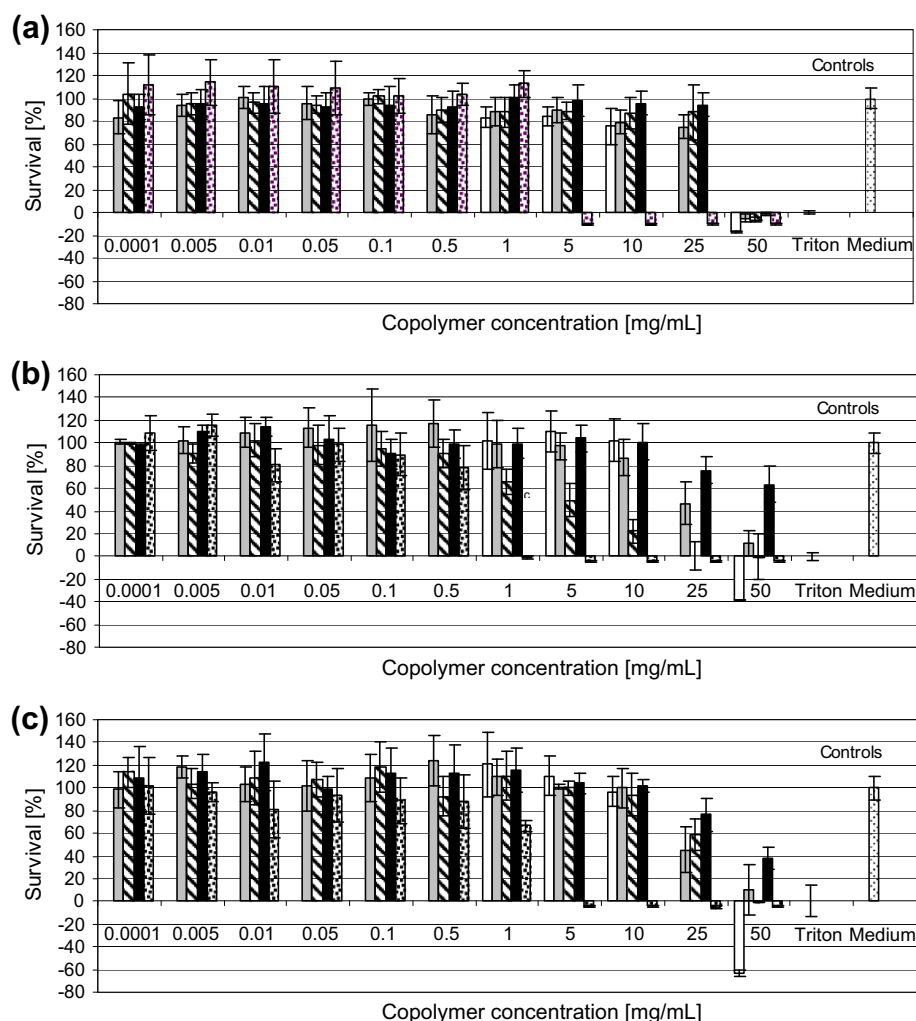 (a)
160
140
120
100
80
60
40
20
0
-20
-40
-60
-80
Survival [%]
Controls
0.0001 0.005 0.01 0.05 0.1 0.5 1 5 10 25 50 Triton Medium
Copolymer concentration [mg/mL]
(b)
160
140
120
100
80
60
40
20
0
-20
-40
-60
-80
Survival [%]
Controls
c
0.0001 0.005 0.01 0.05 0.1 0.5 1 5 10 25 50 Triton Medium
Copolymer concentration [mg/mL]
(c)
160
140
120
100
80
60
40
20
0
-20
-40
-60
-80
Survival [%]
Controls
0.0001 0.005 0.01 0.05 0.1 0.5 1 5 10 25 50 Triton Medium
Copolymer concentration [mg/mL]